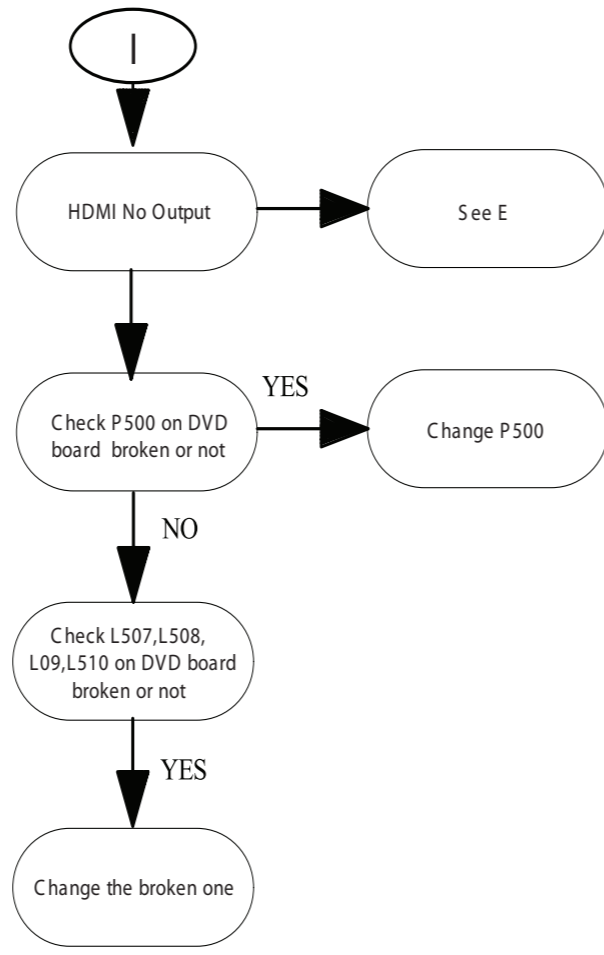 I
HDMI No Output
See E
Check P500 on DVD
board broken or not
YES
Change P500
NO
Check L507,L508,
L09,L510 on DVD board
broken or not
YES
Change the broken one